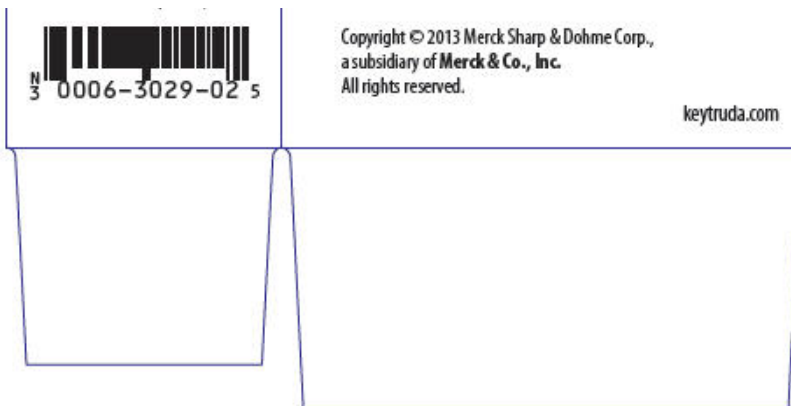 N
3 0006-3029-02 5
Copyright © 2013 Merck Sharp & Dohme Corp.,
a subsidiary of Merck & Co., Inc.
All rights reserved.
keytruda.com